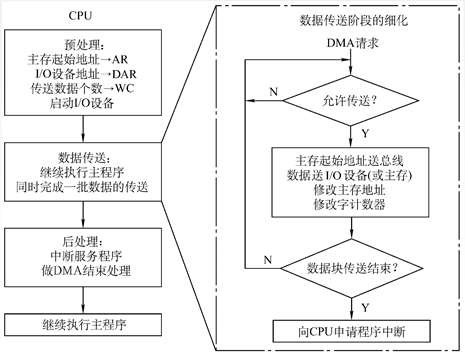 CPU
预处理：
主存起始地址→AR
I/O设备地址→DAR
传送数据个数→WC
启动I/O设备
数据传送：
继续执行主程序
同时完成一批数据的传送
后处理：
中断服务程序
做DMA结束处理
继续执行主程序
数据传送阶段的细化
DMA请求
N
允许传送？
Y
主存起始地址送总线
数据送I/O设备(或主存)
修改主存地址
修改字计数器
N
数据块传送结束？
Y
向CPU申请程序中断